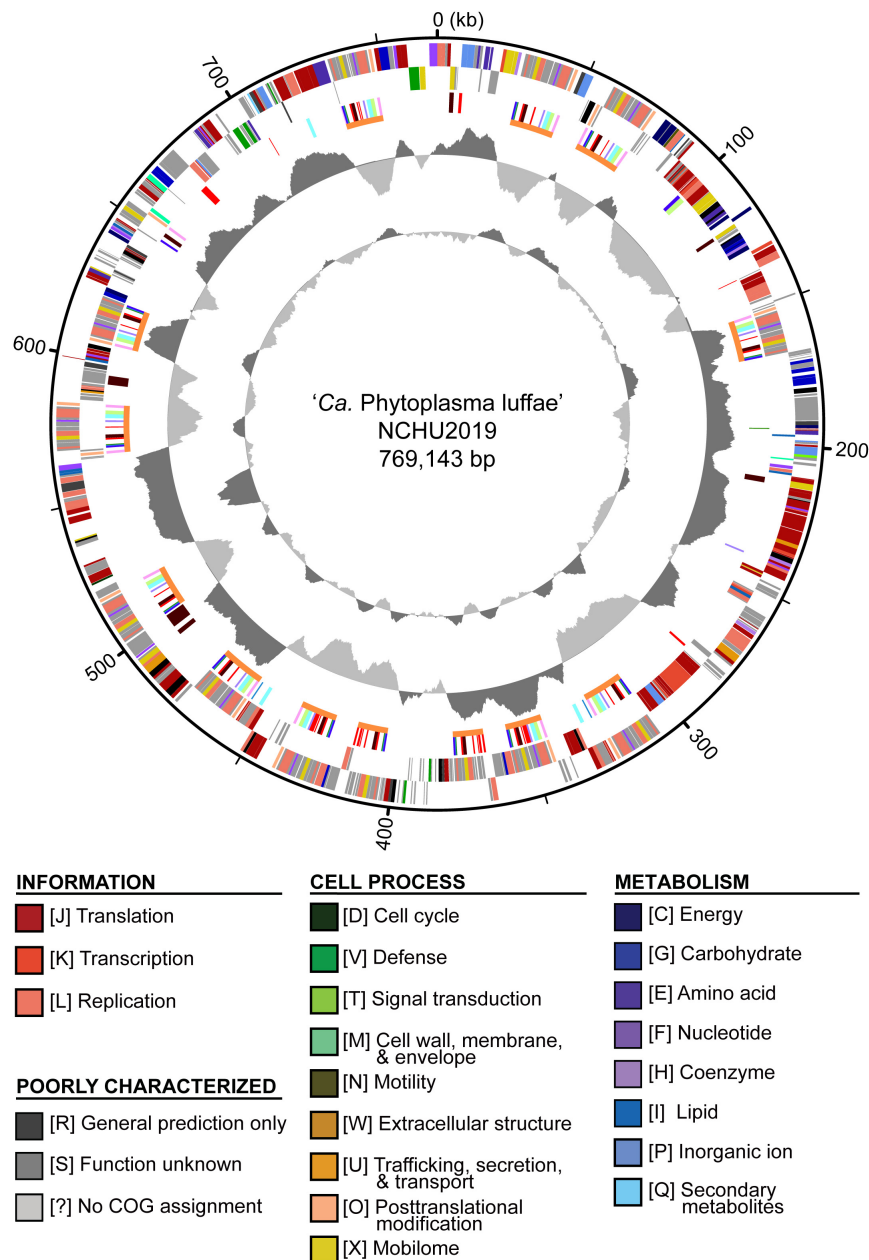 0 (kb)
100
200
300
400
500
600
700
‘Ca. Phytoplasma luffae’
NCHU2019
769,143 bp
INFORMATION
[J] Translation
[K] Transcription
[L] Replication
POORLY CHARACTERIZED
[R] General prediction only
[S] Function unknown
[?] No COG assignment
CELL PROCESS
[D] Cell cycle
[V] Defense
[T] Signal transduction
[M] Cell wall, membrane,
& envelope
[N] Motility
[W] Extracellular structure
[U] Trafficking, secretion,
& transport
[O] Posttranslational
modification
[X] Mobilome
METABOLISM
[C] Energy
[G] Carbohydrate
[E] Amino acid
[F] Nucleotide
[H] Coenzyme
[I] Lipid
[P] Inorganic ion
[Q] Secondary
metabolites